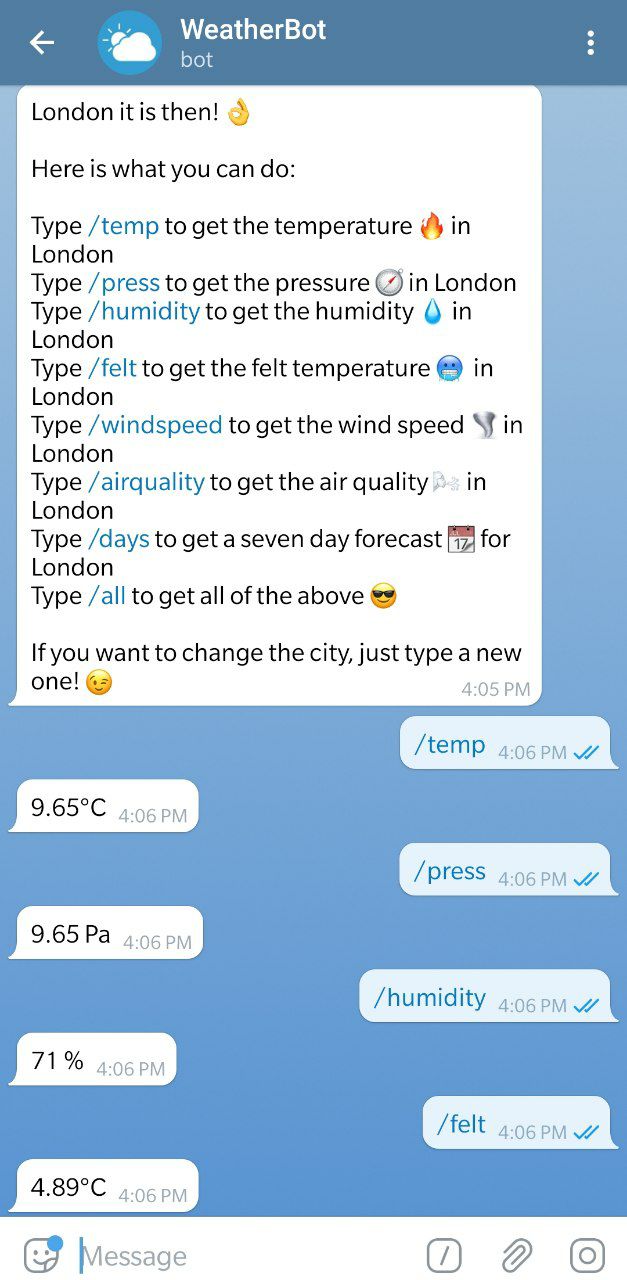 WeatherBot
bot
London it is then! 👌
Here is what you can do:
Type /temp to get the temperature 🔥 in
London
Type /press to get the pressure 🧭 in London
Type /humidity to get the humidity 💧 in
London
Type /felt to get the felt temperature 🥶 in
London
Type /windspeed to get the wind speed 🌪 in
London
Type /airquality to get the air quality 🌬 in
London
Type /days to get a seven day forecast 📆 for
London
Type /all to get all of the above 😎
If you want to change the city, just type a new
one! 😉 4:05 PM
/temp 4:06 PM
9.65°C 4:06 PM
/press 4:06 PM
9.65 Pa 4:06 PM
/humidity 4:06 PM
71 % 4:06 PM
/felt 4:06 PM
4.89°C 4:06 PM
Message